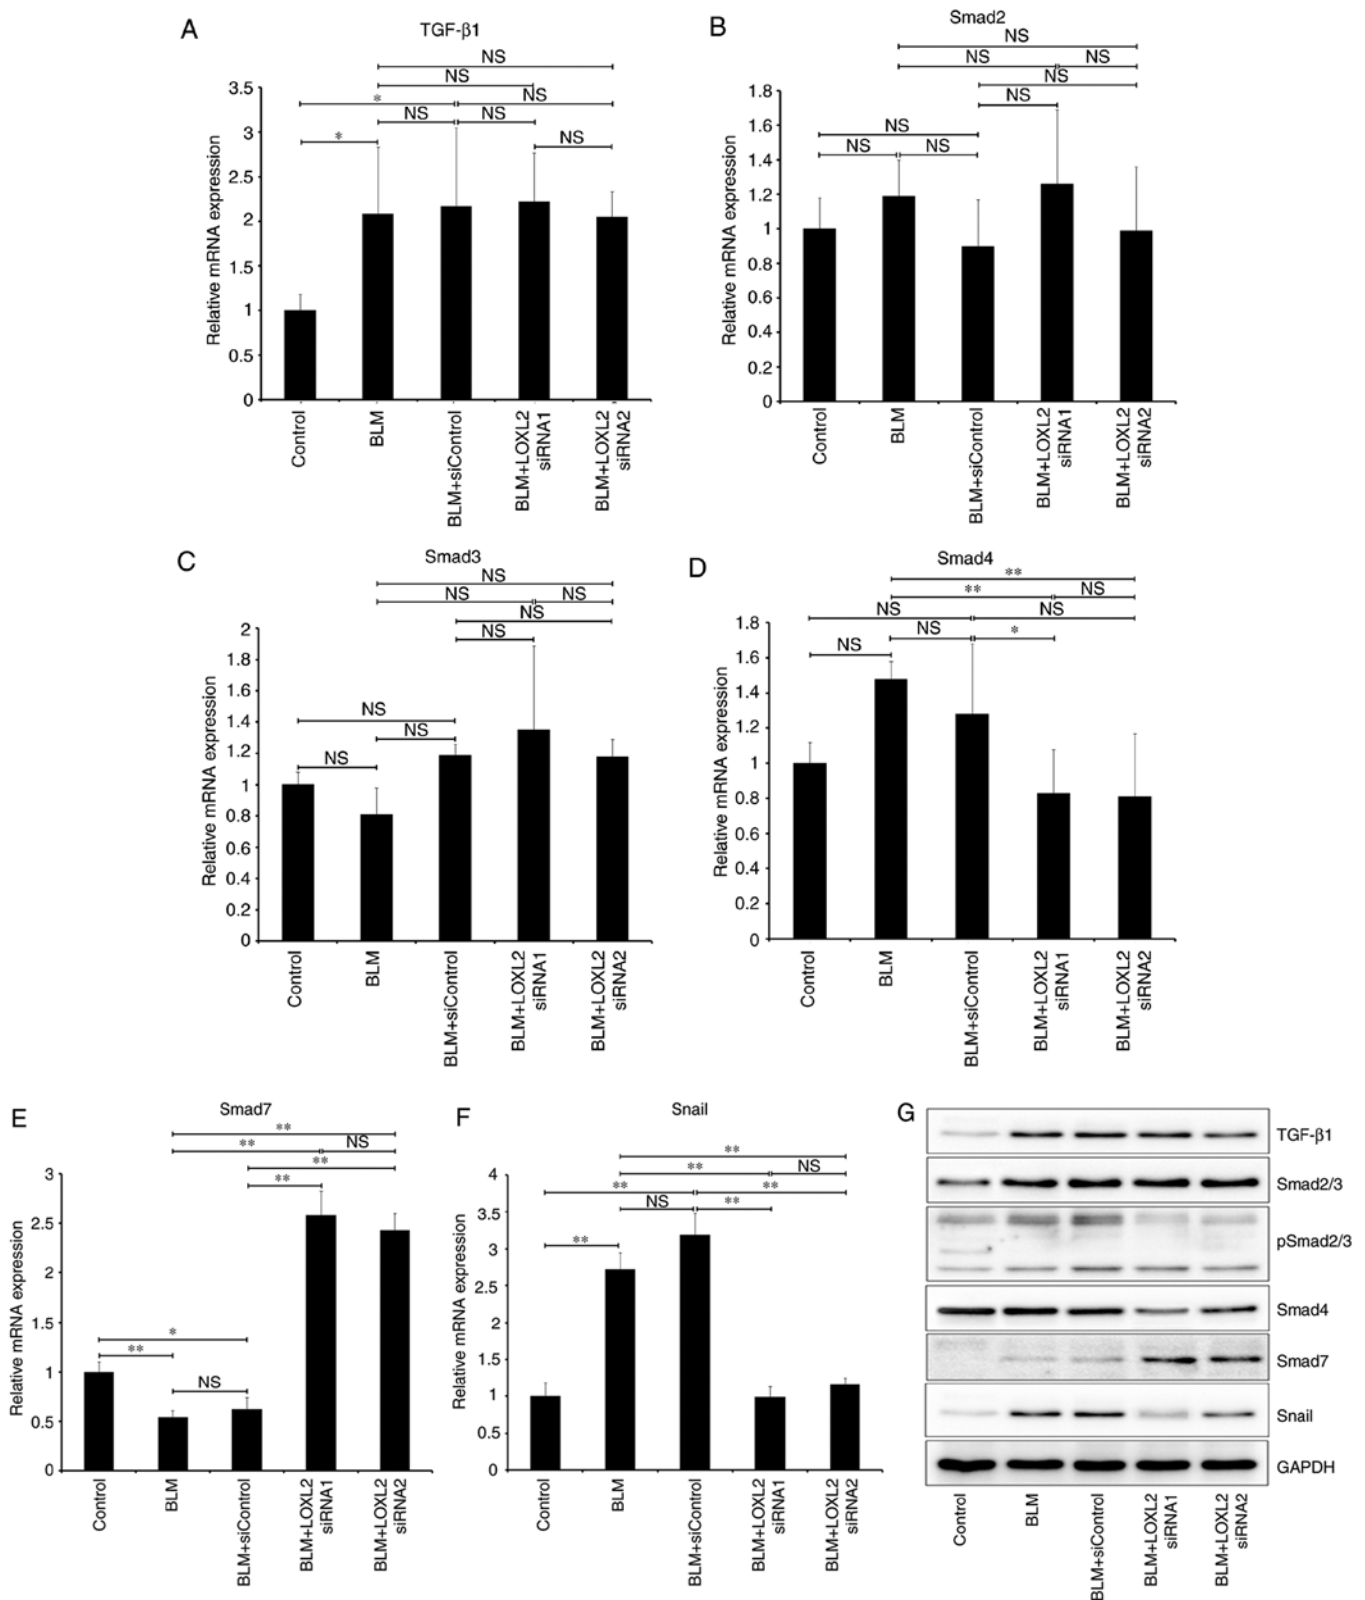 A
TGF-β1
NS
NS
* NS
NS NS
* NS
Relative mRNA expression
3.5
3
2.5
2
1.5
1
0.5
0
Control
BLM
BLM+siControl
BLM+LOXL2
siRNA1
BLM+LOXL2
siRNA2
B
Smad2
NS
NS NS
NS
NS
NS
NS NS
Relative mRNA expression
1.8
1.6
1.4
1.2
1
0.8
0.6
0.4
0.2
0
Control
BLM
BLM+siControl
BLM+LOXL2
siRNA1
BLM+LOXL2
siRNA2
C
Smad3
NS
NS NS
NS
NS
NS
NS
NS
Relative mRNA expression
2
1.8
1.6
1.4
1.2
1
0.8
0.6
0.4
0.2
0
Control
BLM
BLM+siControl
BLM+LOXL2
siRNA1
BLM+LOXL2
siRNA2
D
Smad4
**
** NS
NS NS
NS *
NS
Relative mRNA expression
1.8
1.6
1.4
1.2
1
0.8
0.6
0.4
0.2
0
Control
BLM
BLM+siControl
BLM+LOXL2
siRNA1
BLM+LOXL2
siRNA2
E
Smad7
**
** NS
**
**
*
**
NS
Relative mRNA expression
3
2.5
2
1.5
1
0.5
0
Control
BLM
BLM+siControl
BLM+LOXL2
siRNA1
BLM+LOXL2
siRNA2
F
Snail
**
** NS
** **
NS **
**
Relative mRNA expression
4
3.5
3
2.5
2
1.5
1
0.5
0
Control
BLM
BLM+siControl
BLM+LOXL2
siRNA1
BLM+LOXL2
siRNA2
G
TGF-β1
Smad2/3
pSmad2/3
Smad4
Smad7
Snail
GAPDH
Control
BLM
BLM+siControl
BLM+LOXL2
siRNA1
BLM+LOXL2
siRNA2